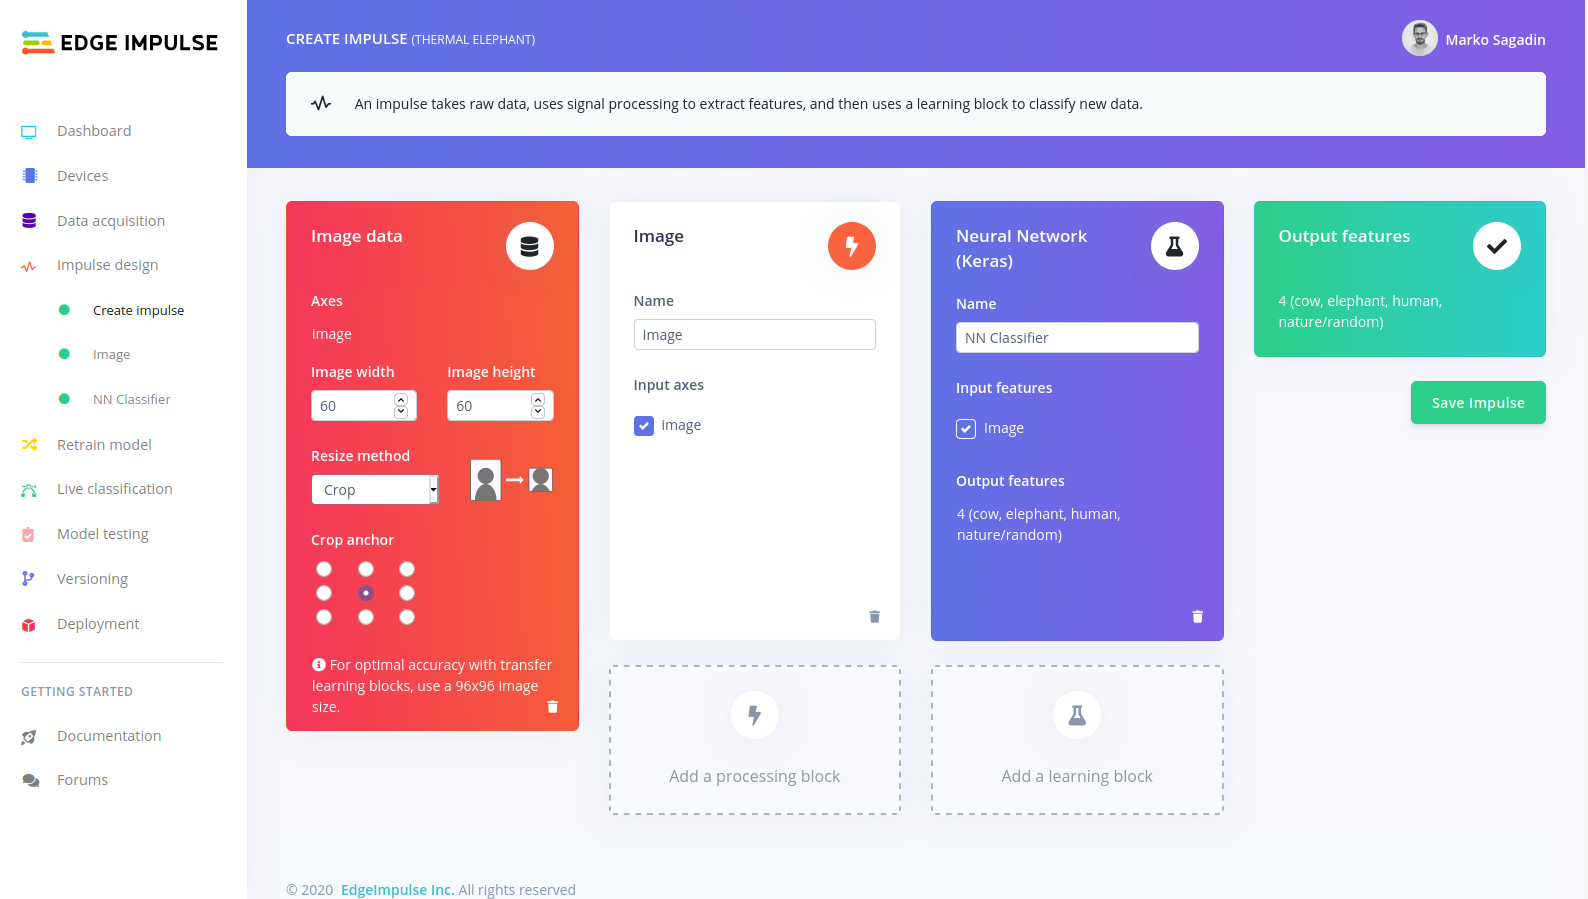 EDGE IMPULSE
Dashboard
Devices
Data acquisition
Impulse design
Create impulse
Image
NN Classifier
Retrain model
Live classification
Model testing
Versioning
Deployment
GETTING STARTED
Documentation
Forums
CREATE IMPULSE (THERMAL ELEPHANT)
Marko Sagadin
An impulse takes raw data, uses signal processing to extract features, and then uses a learning block to classify new data.
Image data
Axes
image
Image width
Image height
60
60
Resize method
Crop
Crop anchor
For optimal accuracy with transfer
learning blocks, use a 96x96 image
size.
Image
Name
Image
Input axes
image
Add a processing block
Neural Network
(Keras)
Name
NN Classifier
Input features
Image
Output features
4 (cow, elephant, human,
nature/random)
Add a learning block
Output features
4 (cow, elephant, human,
nature/random)
Save Impulse
© 2020 EdgeImpulse Inc. All rights reserved